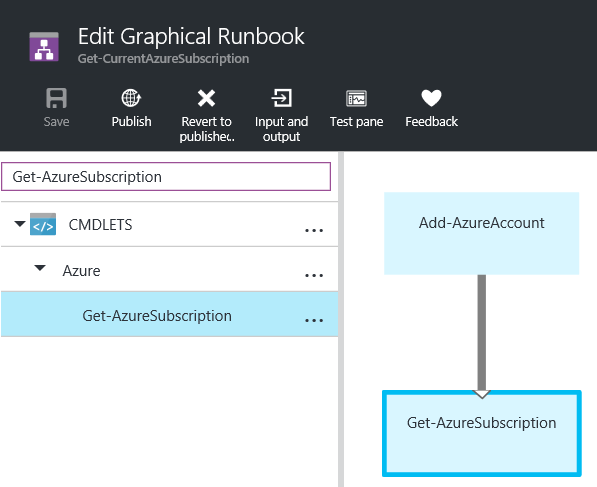 Edit Graphical Runbook
Get-CurrentAzureSubscription
Save
Publish
Revert to
publishe..
Input and
output
Test pane
Feedback
Get-AzureSubscription
CMDLETS
...
Azure
...
Get-AzureSubscription
...
Add-AzureAccount
Get-AzureSubscription